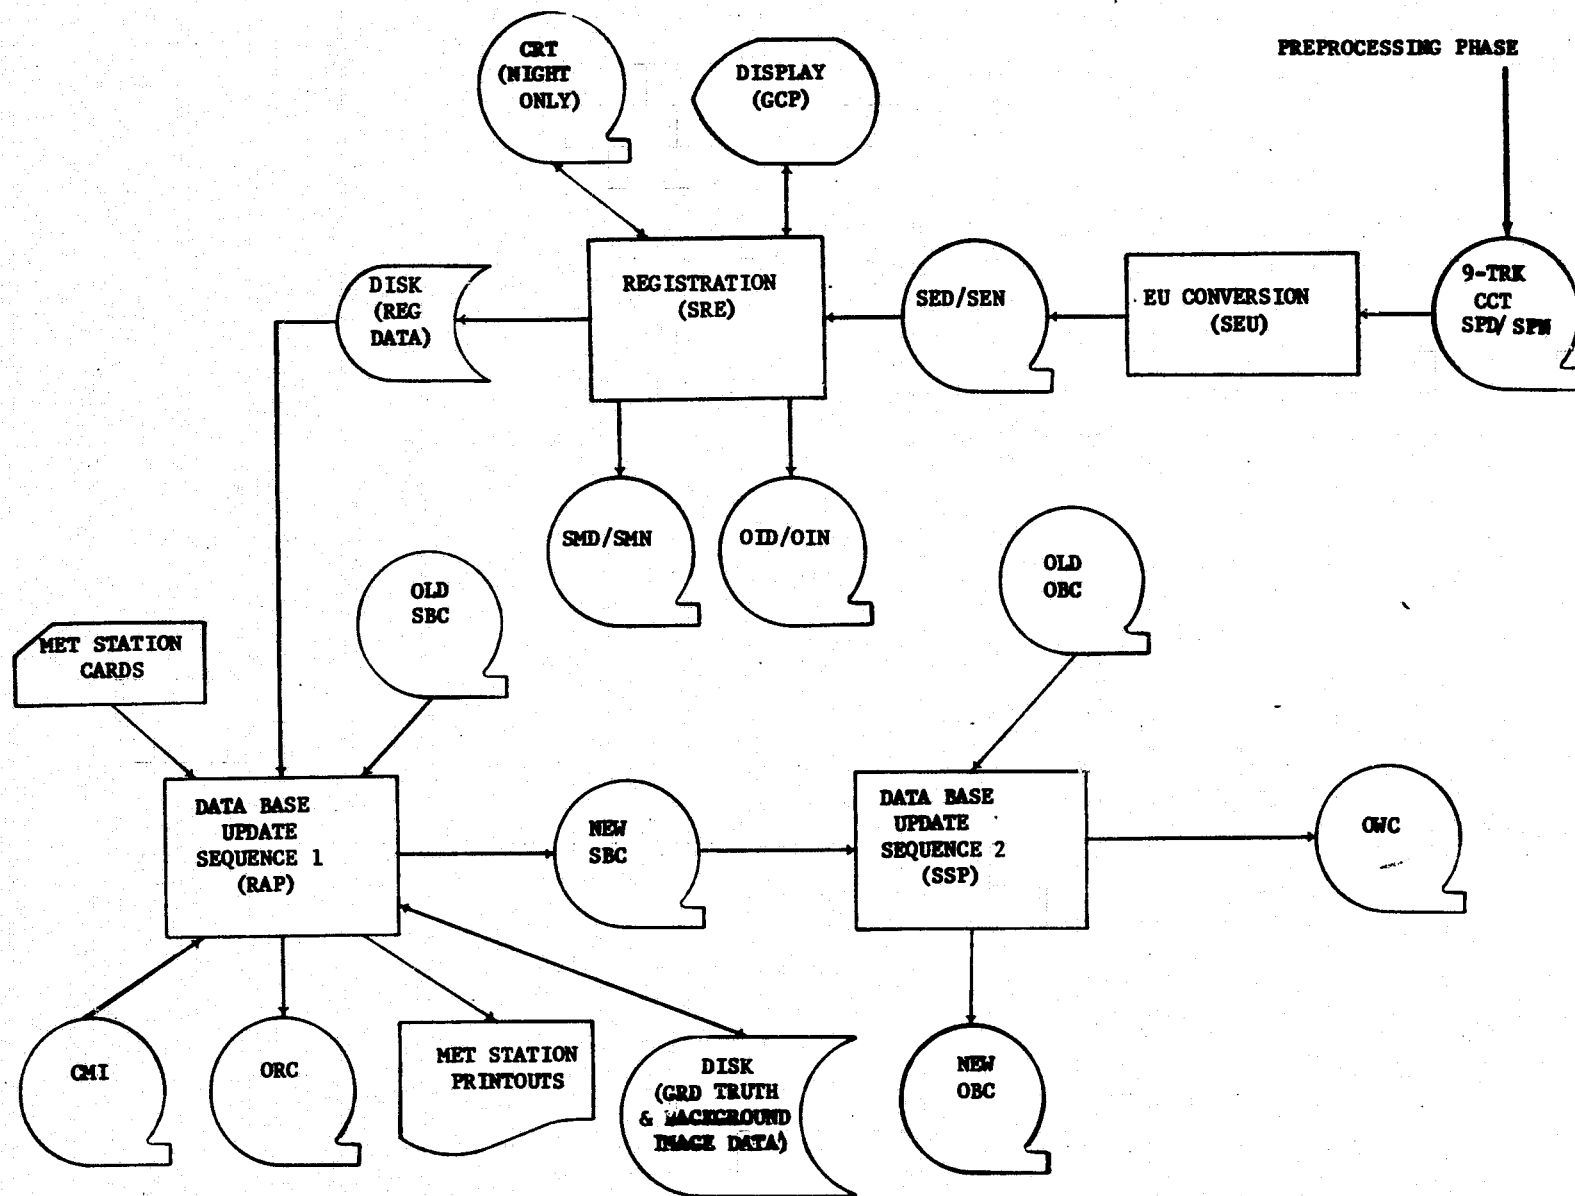 CRT
(NIGHT
ONLY)
DISPLAY
(GCP)
PREPROCESSING PHASE
DISK
(REG
DATA)
REGISTRATION
(SRE)
SED/SEN
EU CONVERSION
(SEU)
9-TRK
CCT
SPD/SPN
SMD/SMN
OID/OIN
OLD
SBC
OLD
OBC
MET STATION
CARDS
DATA BASE
UPDATE
SEQUENCE 1
(RAP)
NEW
SBC
DATA BASE
UPDATE
SEQUENCE 2
(SSP)
OWC
CMI
ORC
MET STATION
PRINTOUTS
DISK
(GRD TRUTH
& BACKGROUND
IMAGE DATA)
NEW
OBC